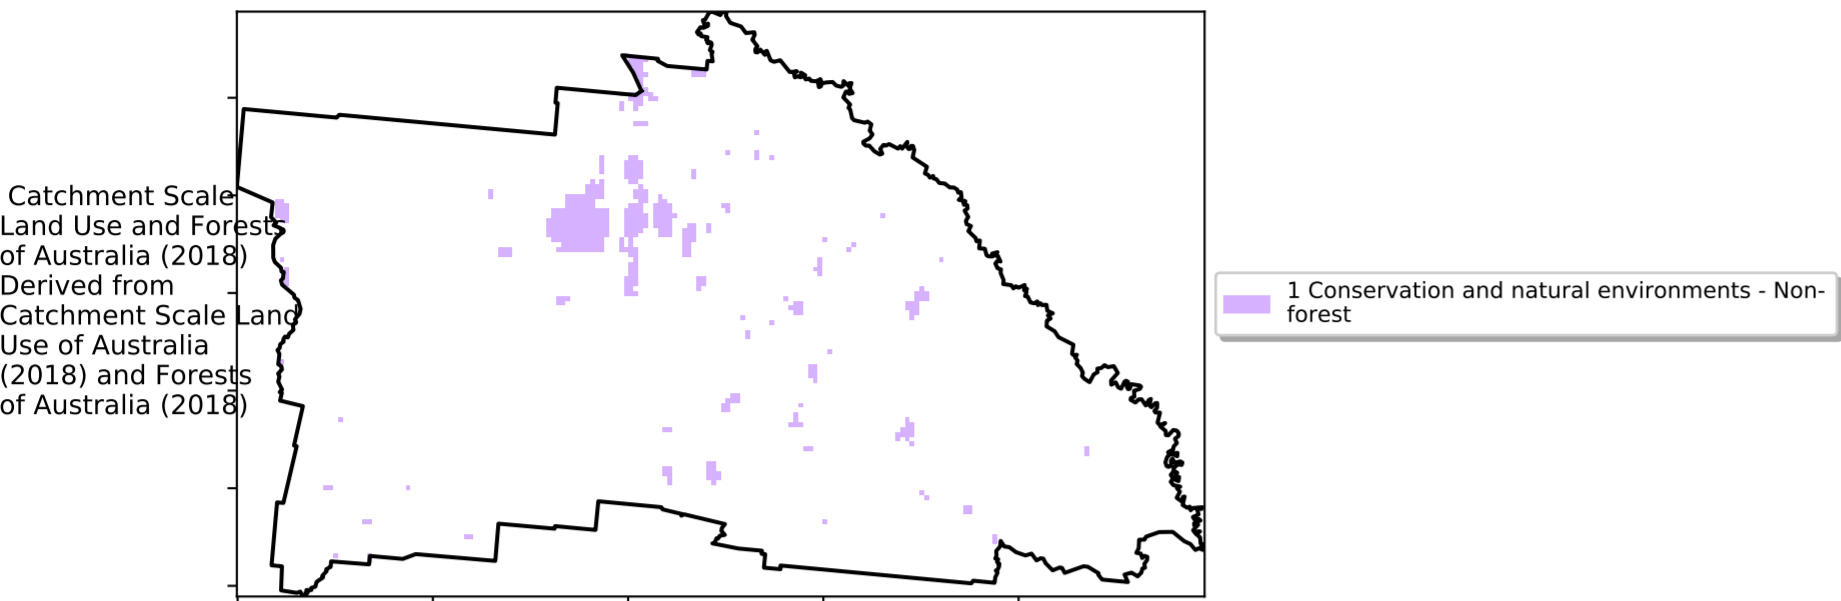 Catchment Scale
Land Use and Forests
of Australia (2018)
Derived from
Catchment Scale Land
Use of Australia
(2018) and Forests
of Australia (2018)
1 Conservation and natural environments - Non-
forest